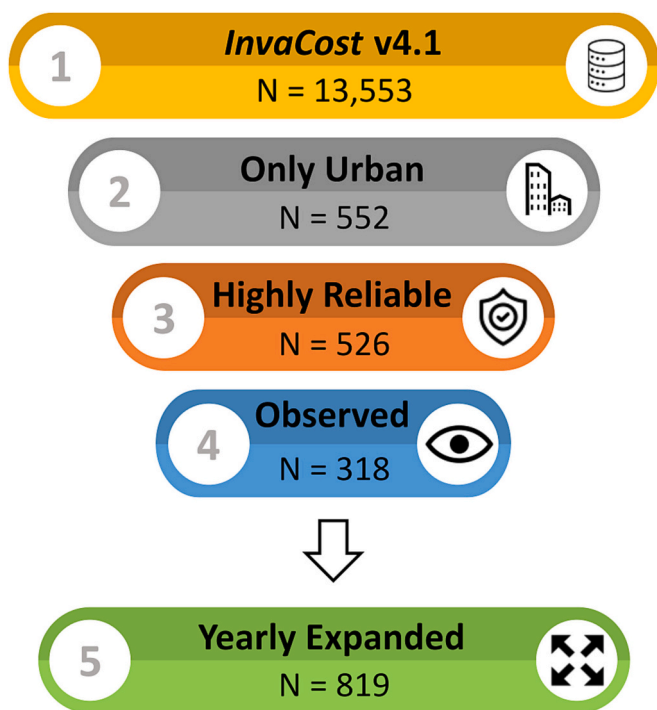 1
InvaCost v4.1
N = 13,553
2
Only Urban
N = 552
3
Highly Reliable
N = 526
4
Observed
N = 318
5
Yearly Expanded
N = 819